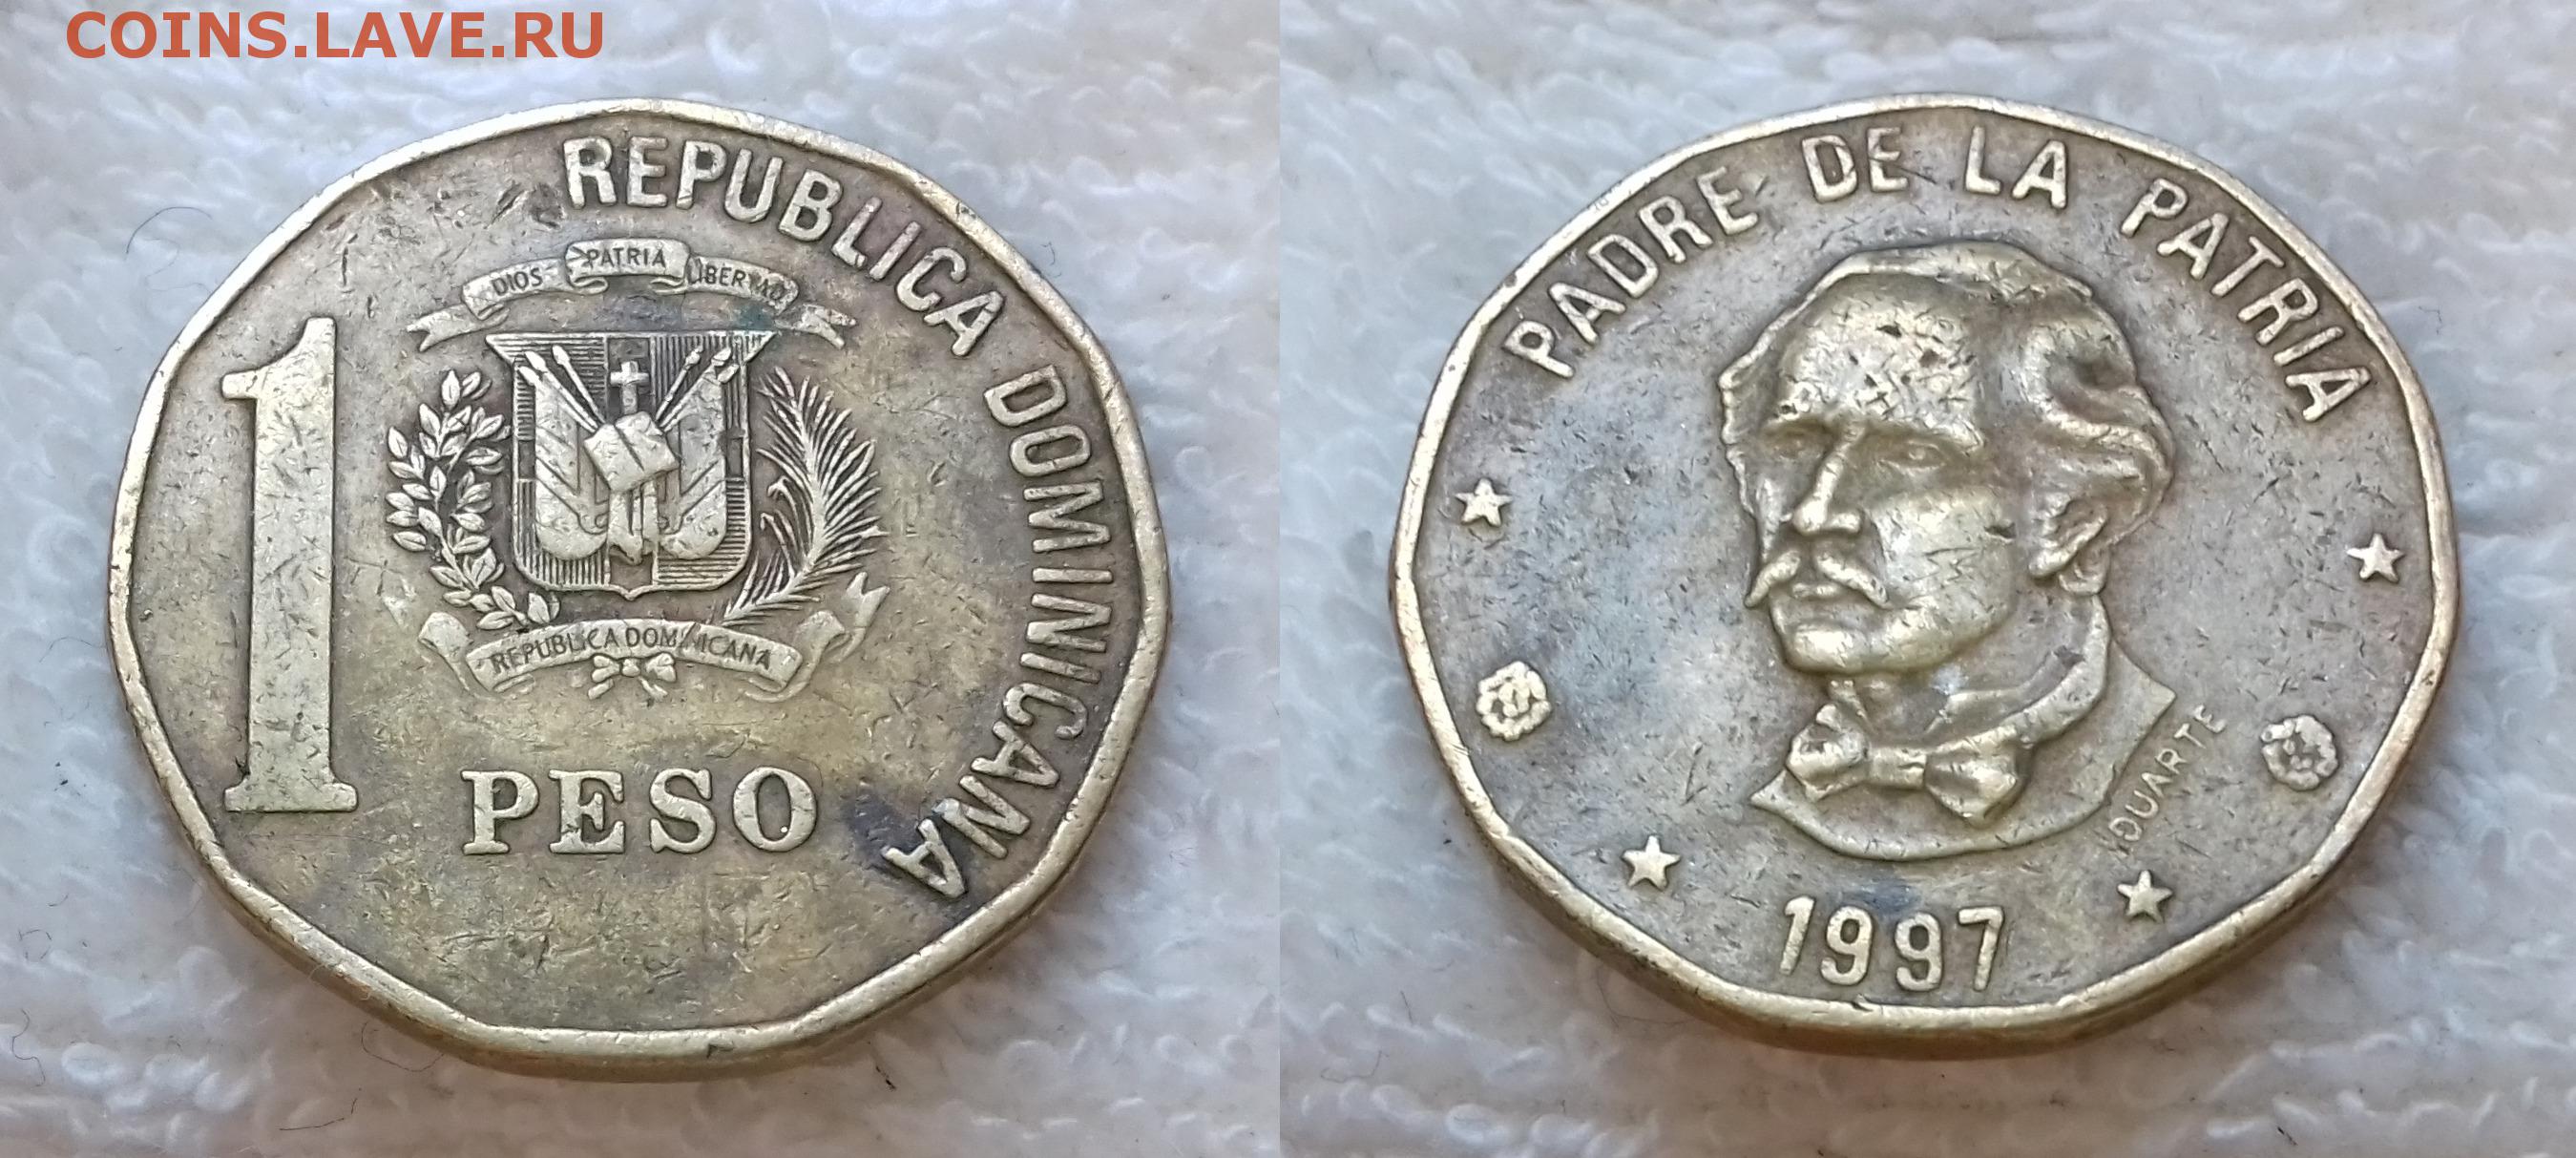 COINS.LAVE.RU
REPUBLICA DOMINICANA
DIOS PATRIA LIBERTAD
1
REPUBLICA DOMINICANA
PESO
PADRE DE LA PATRIA
DUARTE
1997